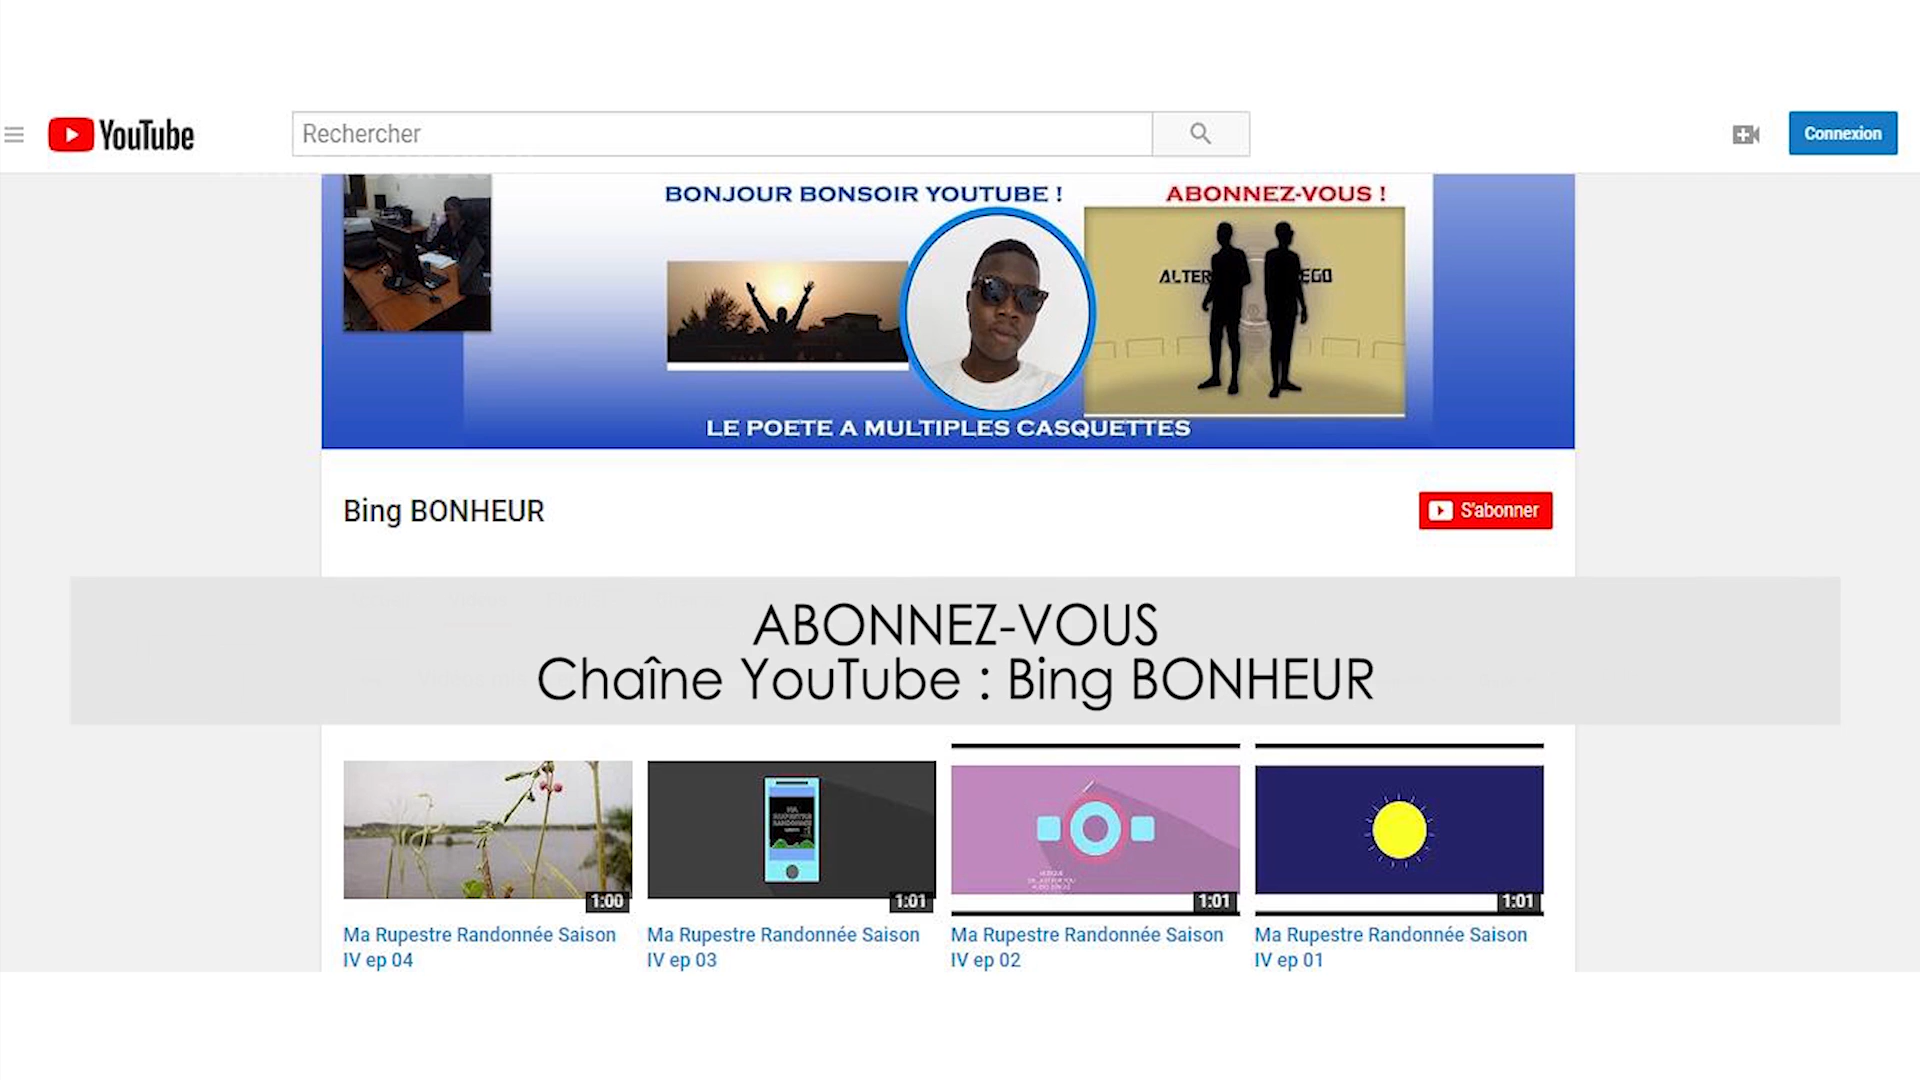 YouTube
Rechercher
Connexion
BONJOUR BONSOIR YOUTUBE !
ABONNEZ-VOUS !
ALTER EGO
LE POETE A MULTIPLES CASQUETTES
Bing BONHEUR
S'abonner
ABONNEZ-VOUS
Chaîne YouTube : Bing BONHEUR
MA
RUPESTRE
RANDONNEE
1:00
1:01
1:01
1:01
Ma Rupestre Randonnée Saison
IV ep 04
Ma Rupestre Randonnée Saison
IV ep 03
Ma Rupestre Randonnée Saison
IV ep 02
Ma Rupestre Randonnée Saison
IV ep 01